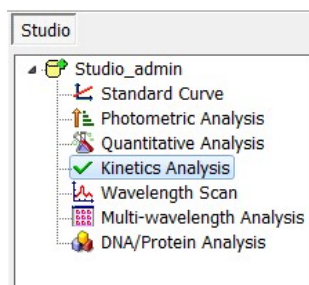 Studio
Studio_admin
Standard Curve
Photometric Analysis
Quantitative Analysis
Kinetics Analysis
Wavelength Scan
Multi-wavelength Analysis
DNA/Protein Analysis